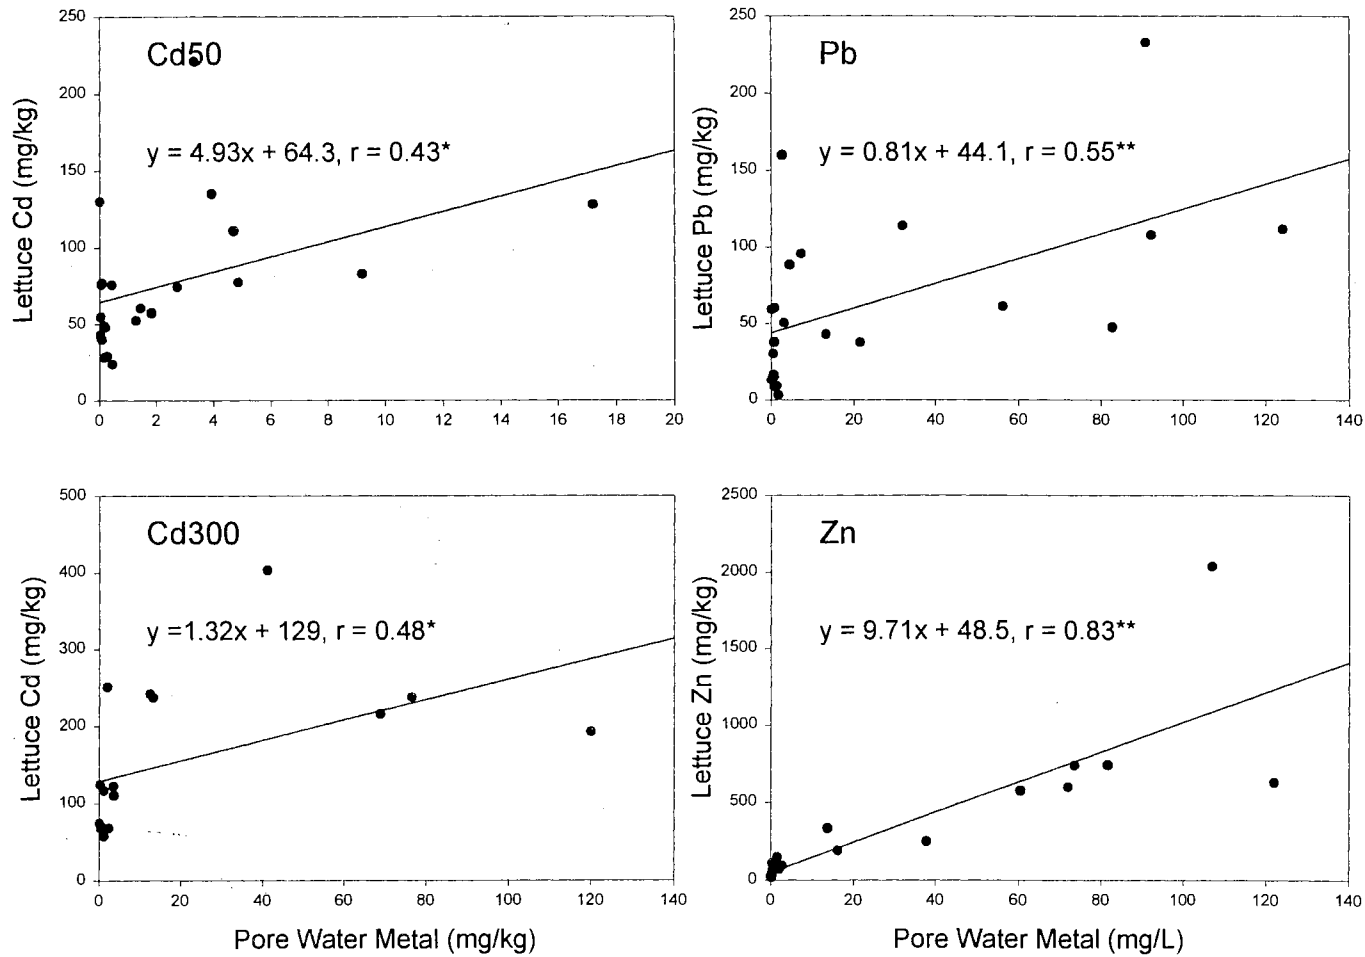 Cd50
y = 4.93x + 64.3, r = 0.43*
Lettuce Cd (mg/kg)
250
200
150
100
50
0
0 2 4 6 8 10 12 14 16 18 20
Pb
y = 0.81x + 44.1, r = 0.55**
Lettuce Pb (mg/kg)
250
200
150
100
50
0
0 20 40 60 80 100 120 140
Cd300
y =1.32x + 129, r = 0.48*
Lettuce Cd (mg/kg)
500
400
300
200
100
0
0 20 40 60 80 100 120 140
Pore Water Metal (mg/kg)
Zn
y = 9.71x + 48.5, r = 0.83**
Lettuce Zn (mg/kg)
2500
2000
1500
1000
500
0
0 20 40 60 80 100 120 140
Pore Water Metal (mg/L)